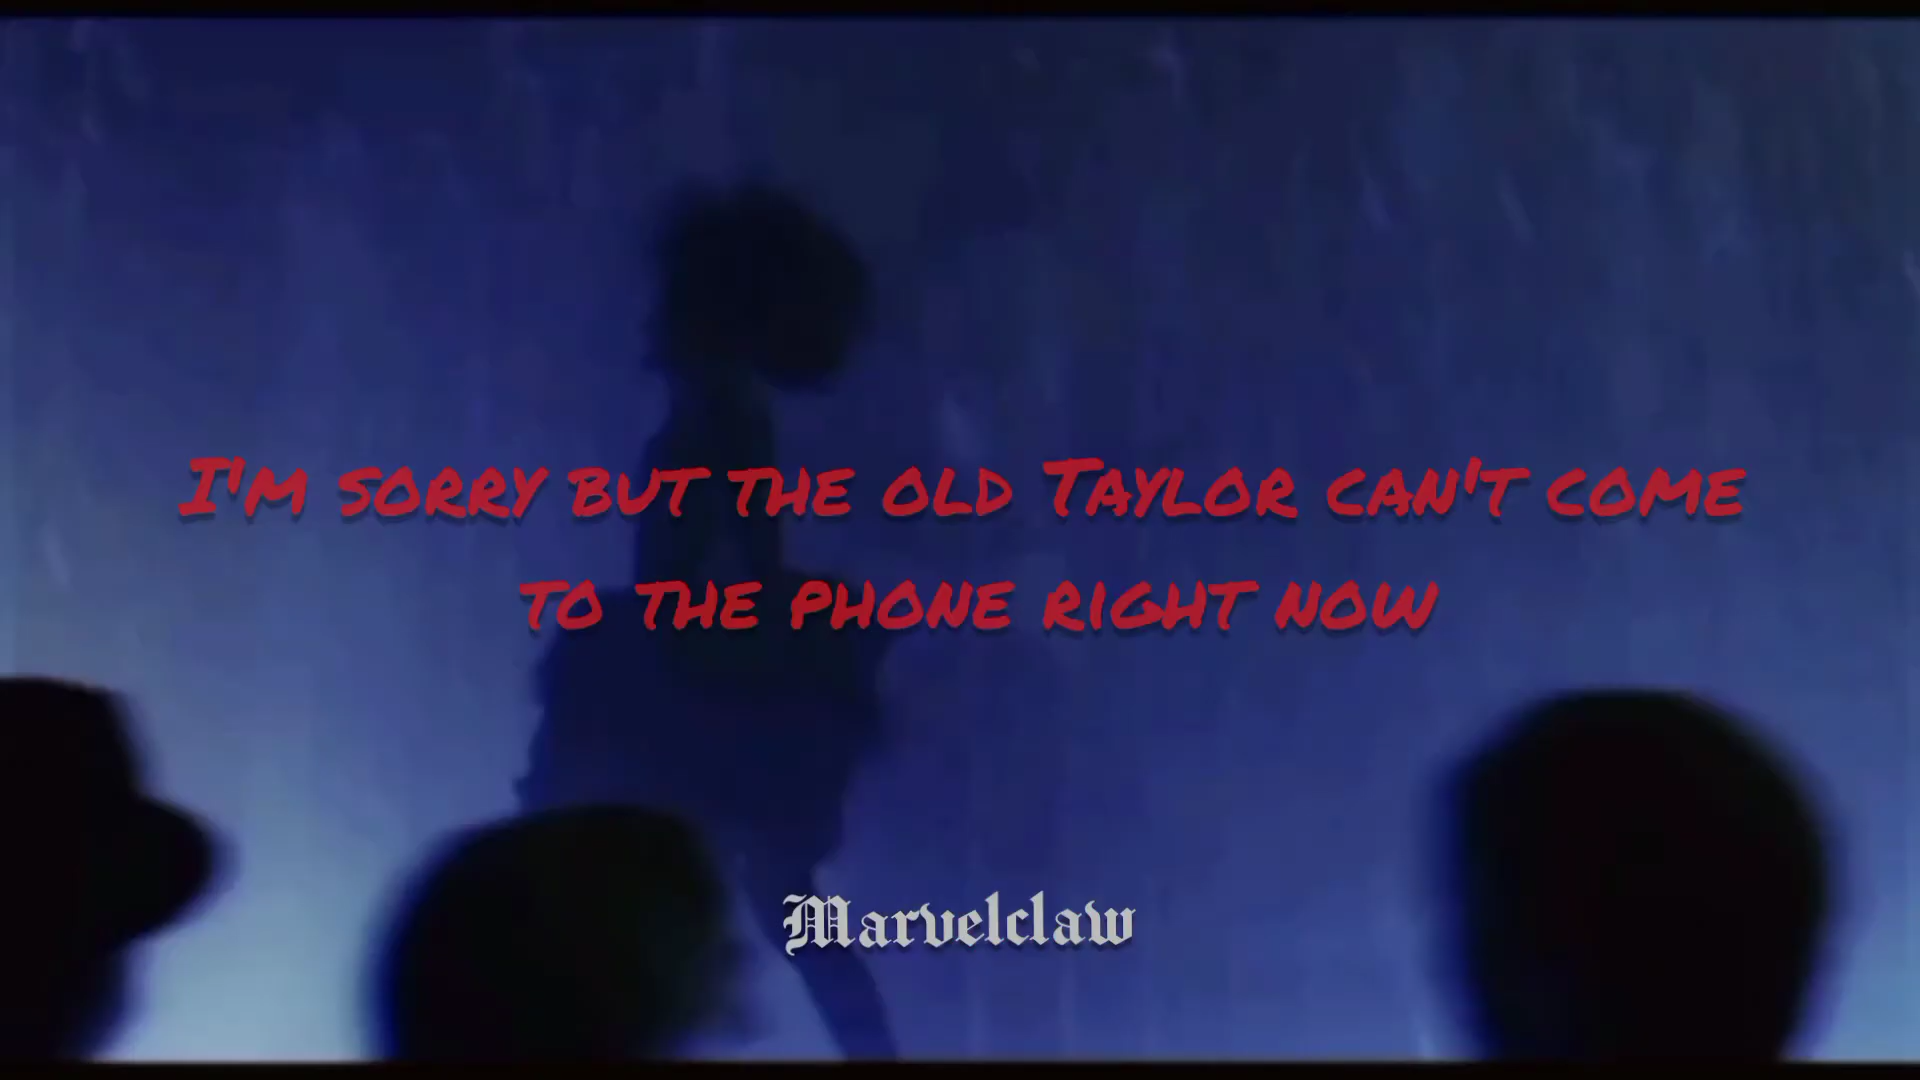 I'm sorry but the old Taylor can't come
to the phone right now
Marvelclaw